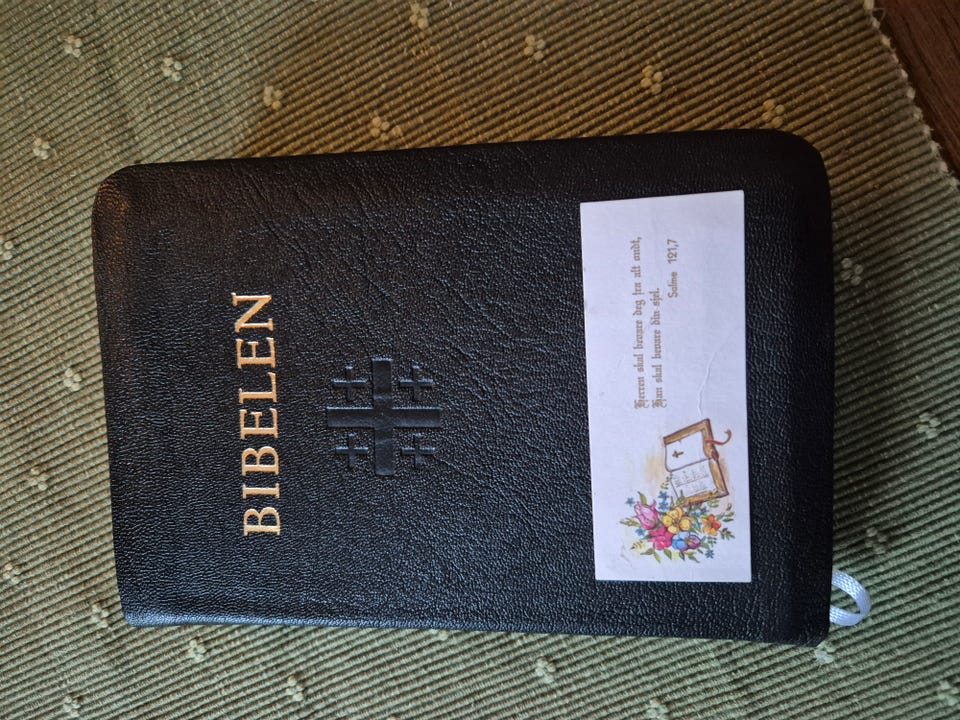 BIBELEN
Herren skal bevare deg fra alt ondt,
Han skal bevare din sjel.
Salme 121,7